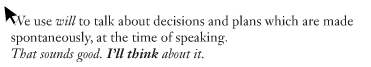 We use will to talk about decisions and plans which are made
spontaneously, at the time of speaking.
That sounds good. I'll think about it.